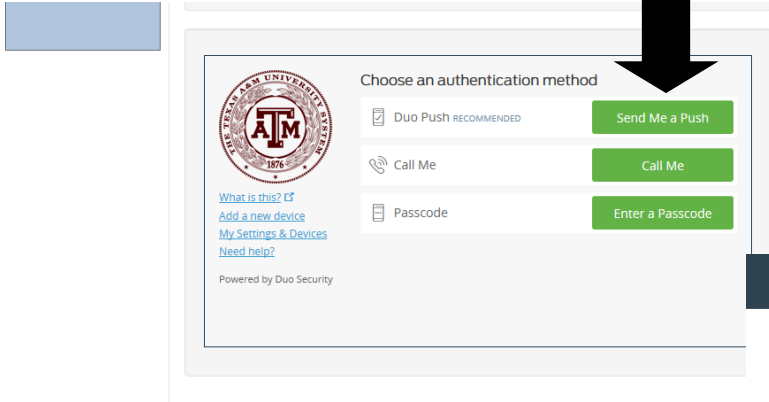 THE TEXAS A&M UNIVERSITY SYSTEM
ATM
1876
What is this?
Add a new device
My Settings & Devices
Need help?
Powered by Duo Security
Choose an authentication method
Duo Push RECOMMENDED
Send Me a Push
Call Me
Call Me
Passcode
Enter a Passcode